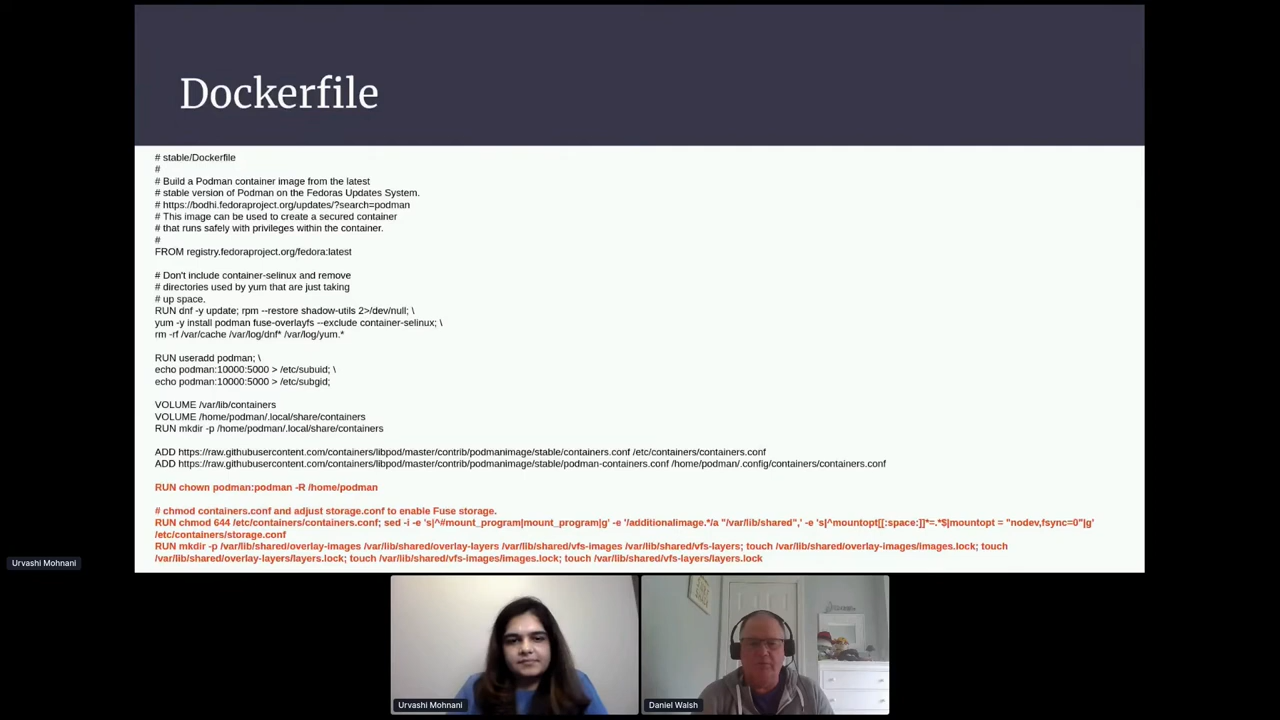 Dockerfile
# stable/Dockerfile
#
# Build a Podman container image from the latest
# stable version of Podman on the Fedoras Updates System.
# https://bodhi.fedoraproject.org/updates/?search=podman
# This image can be used to create a secured container
# that runs safely with privileges within the container.
#
FROM registry.fedoraproject.org/fedora:latest
# Don't include container-selinux and remove
# directories used by yum that are just taking
# up space.
RUN dnf -y update; rpm --restore shadow-utils 2>/dev/null; \
yum -y install podman fuse-overlayfs --exclude container-selinux; \
rm -rf /var/cache /var/log/dnf* /var/log/yum.*
RUN useradd podman; \
echo podman:10000:5000 > /etc/subuid; \
echo podman:10000:5000 > /etc/subgid;
VOLUME /var/lib/containers
VOLUME /home/podman/.local/share/containers
RUN mkdir -p /home/podman/.local/share/containers
ADD https://raw.githubusercontent.com/containers/libpod/master/contrib/podmanimage/stable/containers.conf /etc/containers/containers.conf
ADD https://raw.githubusercontent.com/containers/libpod/master/contrib/podmanimage/stable/podman-containers.conf /home/podman/.config/containers/containers.conf
RUN chown podman:podman -R /home/podman
# chmod containers.conf and adjust storage.conf to enable Fuse storage.
RUN chmod 644 /etc/containers/containers.conf; sed -i -e 's|^#mount_program|mount_program|g' -e '/additionalimage.*/a "/var/lib/shared",' -e 's|^mountopt[[:space:]]*=.*$|mountopt = "nodev,fsync=0"|g'
/etc/containers/storage.conf
RUN mkdir -p /var/lib/shared/overlay-images /var/lib/shared/overlay-layers /var/lib/shared/vfs-images /var/lib/shared/vfs-layers; touch /var/lib/shared/overlay-images/images.lock; touch
/var/lib/shared/overlay-layers/layers.lock; touch /var/lib/shared/vfs-images/images.lock; touch /var/lib/shared/vfs-layers/layers.lock
Urvashi Mohnani
Urvashi Mohnani
Daniel Walsh